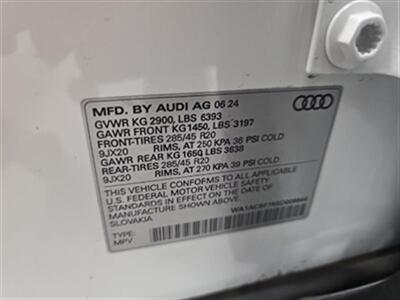 MFD. BY AUDI AG 06 24
GVWR KG 2900, LBS 6393
GAWR FRONT KG 1450, LBS 3197
FRONT-TIRES 285/45 R20
9JX20 RIMS, AT 250 KPA 36 PSI COLD
GAWR REAR KG 1650 LBS 3638
REAR-TIRES 285/45 R20
9JX20 RIMS, AT 270 KPA 39 PSI COLD
THIS VEHICLE CONFORMS TO ALL APPLICABLE
U.S. FEDERAL MOTOR VEHICLE SAFETY
STANDARDS IN EFFECT ON THE DATE OF
MANUFACTURE SHOWN ABOVE.
SLOVAKIA
TYPE:
MPV